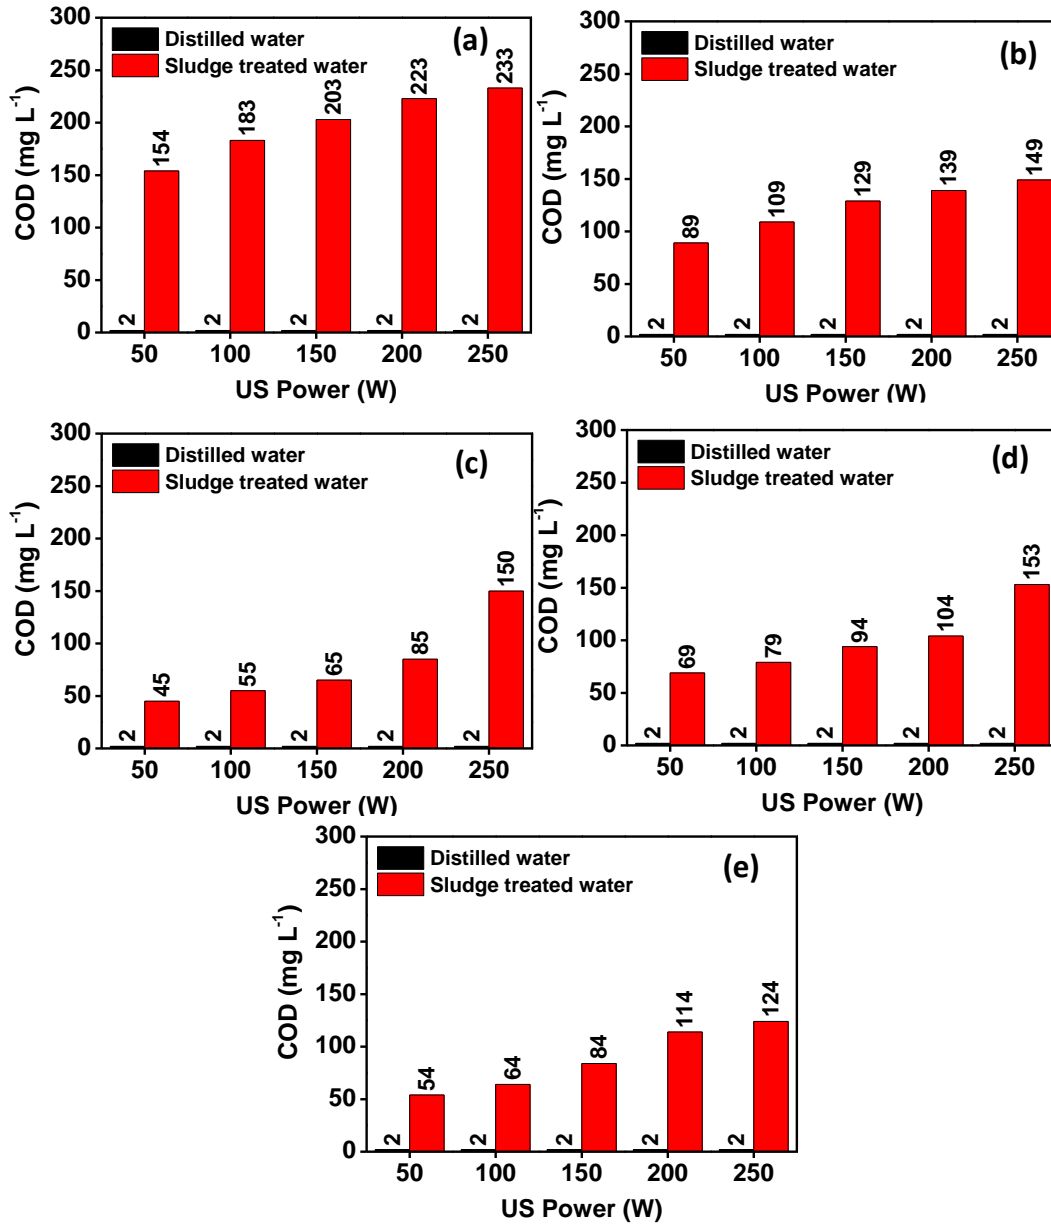 (a)
Distilled water
Sludge treated water
COD (mg L⁻¹)
300
250
200
150
100
50
0
2 154 2 183 2 203 2 223 2 233
50 100 150 200 250
US Power (W)
(b)
Distilled water
Sludge treated water
COD (mg L⁻¹)
300
250
200
150
100
50
0
2 89 2 109 2 129 2 139 2 149
50 100 150 200 250
US Power (W)
(c)
Distilled water
Sludge treated water
COD (mg L⁻¹)
300
250
200
150
100
50
0
2 45 2 55 2 65 2 85 2 150
50 100 150 200 250
US Power (W)
(d)
Distilled water
Sludge treated water
COD (mg L⁻¹)
300
250
200
150
100
50
0
2 69 2 79 2 94 2 104 2 153
50 100 150 200 250
US Power (W)
(e)
Distilled water
Sludge treated water
COD (mg L⁻¹)
300
250
200
150
100
50
0
2 54 2 64 2 84 2 114 2 124
50 100 150 200 250
US Power (W)